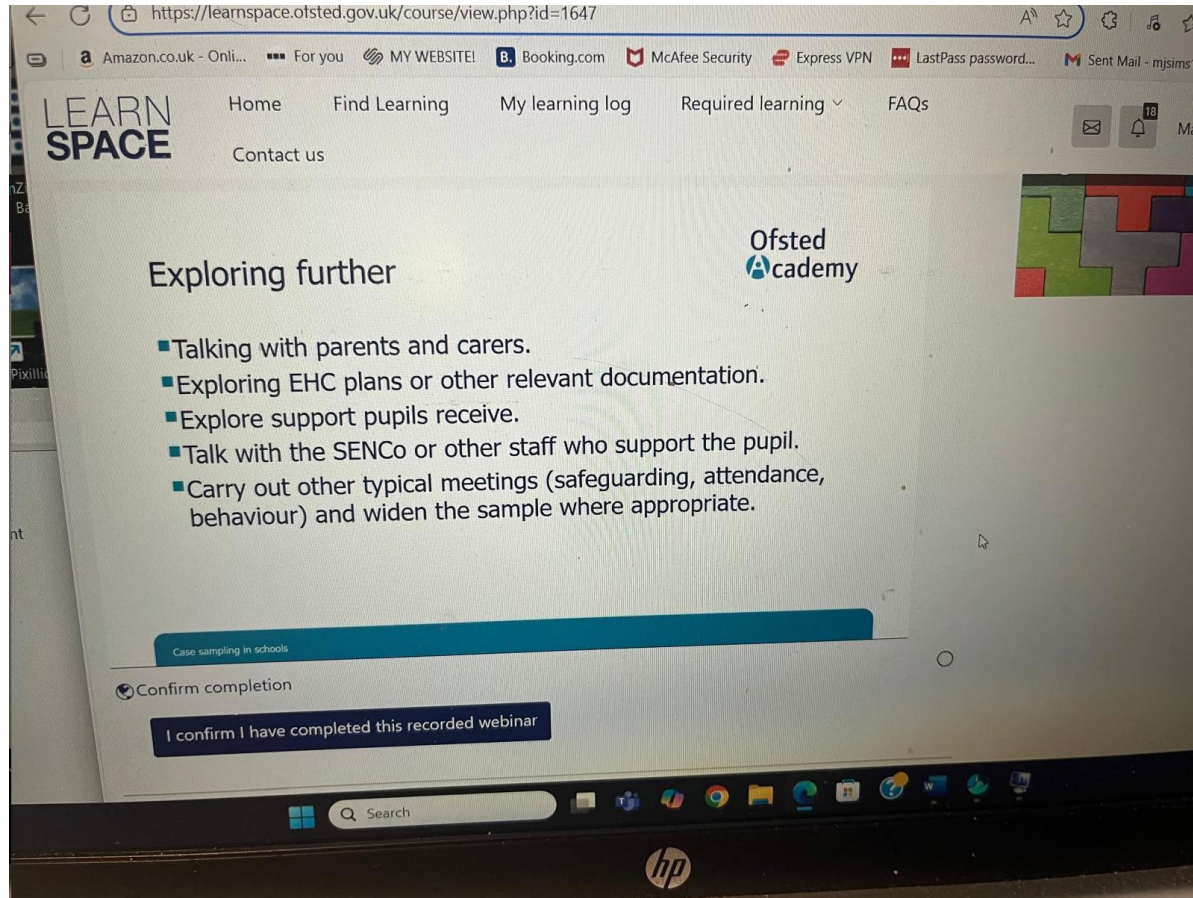 https://learnspace.ofsted.gov.uk/course/view.php?id=1647
a Amazon.co.uk - Onli... For you MY WEBSITE! B. Booking.com McAfee Security Express VPN LastPass password... Sent Mail - mjsims
LEARN
SPACE
Home Find Learning My learning log Required learning FAQs
18
Contact us
Ofsted
Academy
Exploring further
Talking with parents and carers.
Exploring EHC plans or other relevant documentation.
Explore support pupils receive.
Talk with the SENCo or other staff who support the pupil.
Carry out other typical meetings (safeguarding, attendance,
behaviour) and widen the sample where appropriate.
Case sampling in schools
Confirm completion
I confirm I have completed this recorded webinar
Search
hp